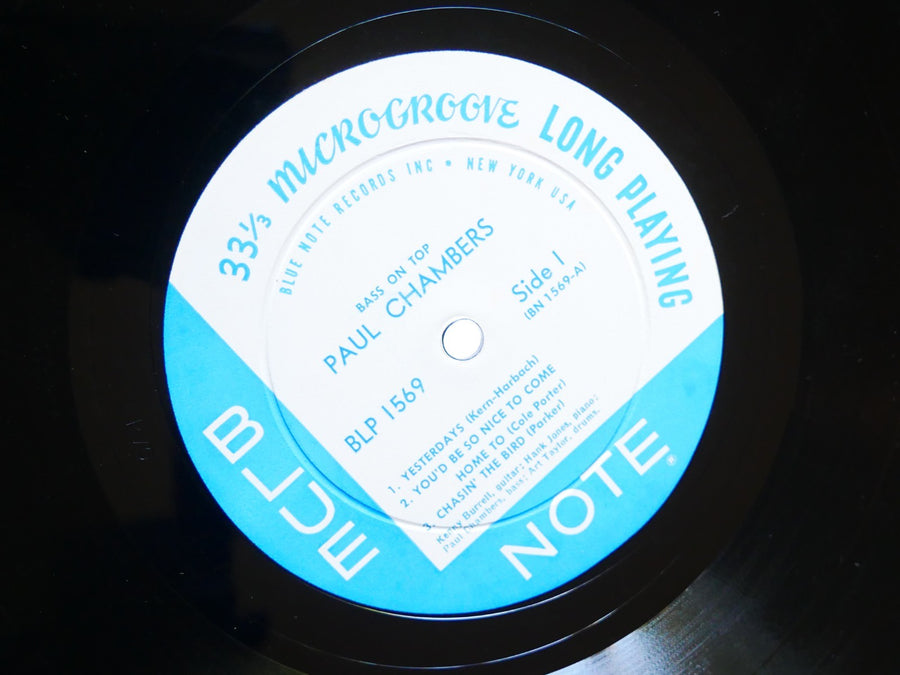 33⅓ MICROGROOVE LONG PLAYING
BLUE NOTE RECORDS INC • NEW YORK USA
BASS ON TOP
PAUL CHAMBERS
Side 1
(BN 1569-A)
BLP 1569
1. YESTERDAYS (Kern-Harbach)
2. YOU'D BE SO NICE TO COME
HOME TO (Cole Porter)
3. CHASIN' THE BIRD (Parker)
Kenny Burrell, guitar; Hank Jones, piano;
Paul Chambers, bass; Art Taylor, drums.
BLUE NOTE®